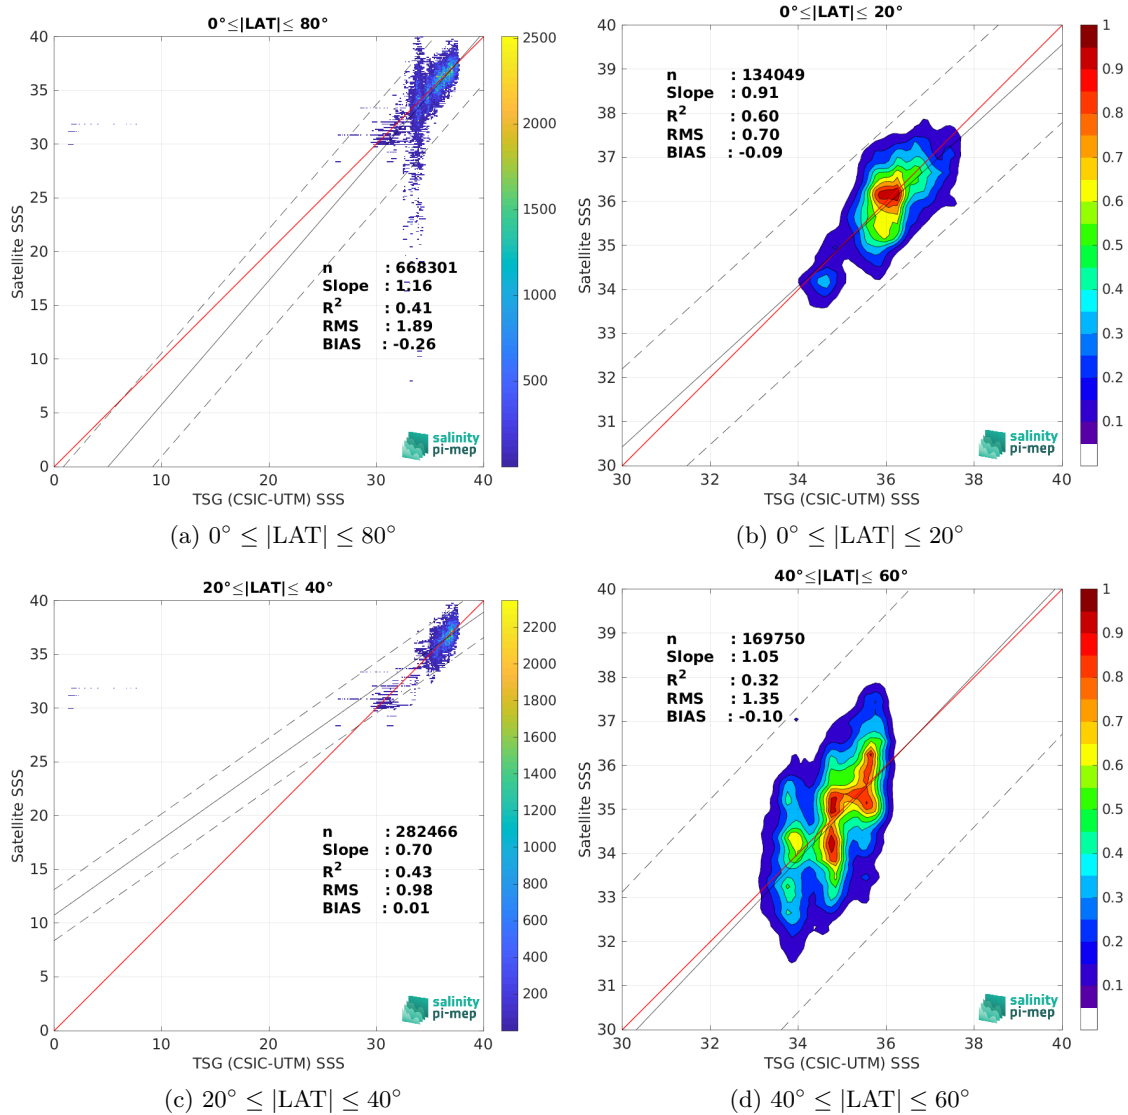 0°≤|LAT|≤ 80°
40
35
30
25
20
15
10
5
0
Satellite SSS
n : 668301
Slope : 1.16
R2 : 0.41
RMS : 1.89
BIAS : -0.26
salinity
pi-mep
0 10 20 30 40
TSG (CSIC-UTM) SSS
2500
2000
1500
1000
500
(a) 0° ≤ |LAT| ≤ 80°
0°≤|LAT|≤ 20°
40
39
38
37
36
35
34
33
32
31
30
Satellite SSS
n : 134049
Slope : 0.91
R2 : 0.60
RMS : 0.70
BIAS : -0.09
salinity
pi-mep
30 32 34 36 38 40
TSG (CSIC-UTM) SSS
1
0.9
0.8
0.7
0.6
0.5
0.4
0.3
0.2
0.1
(b) 0° ≤ |LAT| ≤ 20°
20°≤|LAT|≤ 40°
40
35
30
25
20
15
10
5
0
Satellite SSS
n : 282466
Slope : 0.70
R2 : 0.43
RMS : 0.98
BIAS : 0.01
salinity
pi-mep
0 10 20 30 40
TSG (CSIC-UTM) SSS
2200
2000
1800
1600
1400
1200
1000
800
600
400
200
(c) 20° ≤ |LAT| ≤ 40°
40°≤|LAT|≤ 60°
40
39
38
37
36
35
34
33
32
31
30
Satellite SSS
n : 169750
Slope : 1.05
R2 : 0.32
RMS : 1.35
BIAS : -0.10
salinity
pi-mep
30 32 34 36 38 40
TSG (CSIC-UTM) SSS
1
0.9
0.8
0.7
0.6
0.5
0.4
0.3
0.2
0.1
(d) 40° ≤ |LAT| ≤ 60°